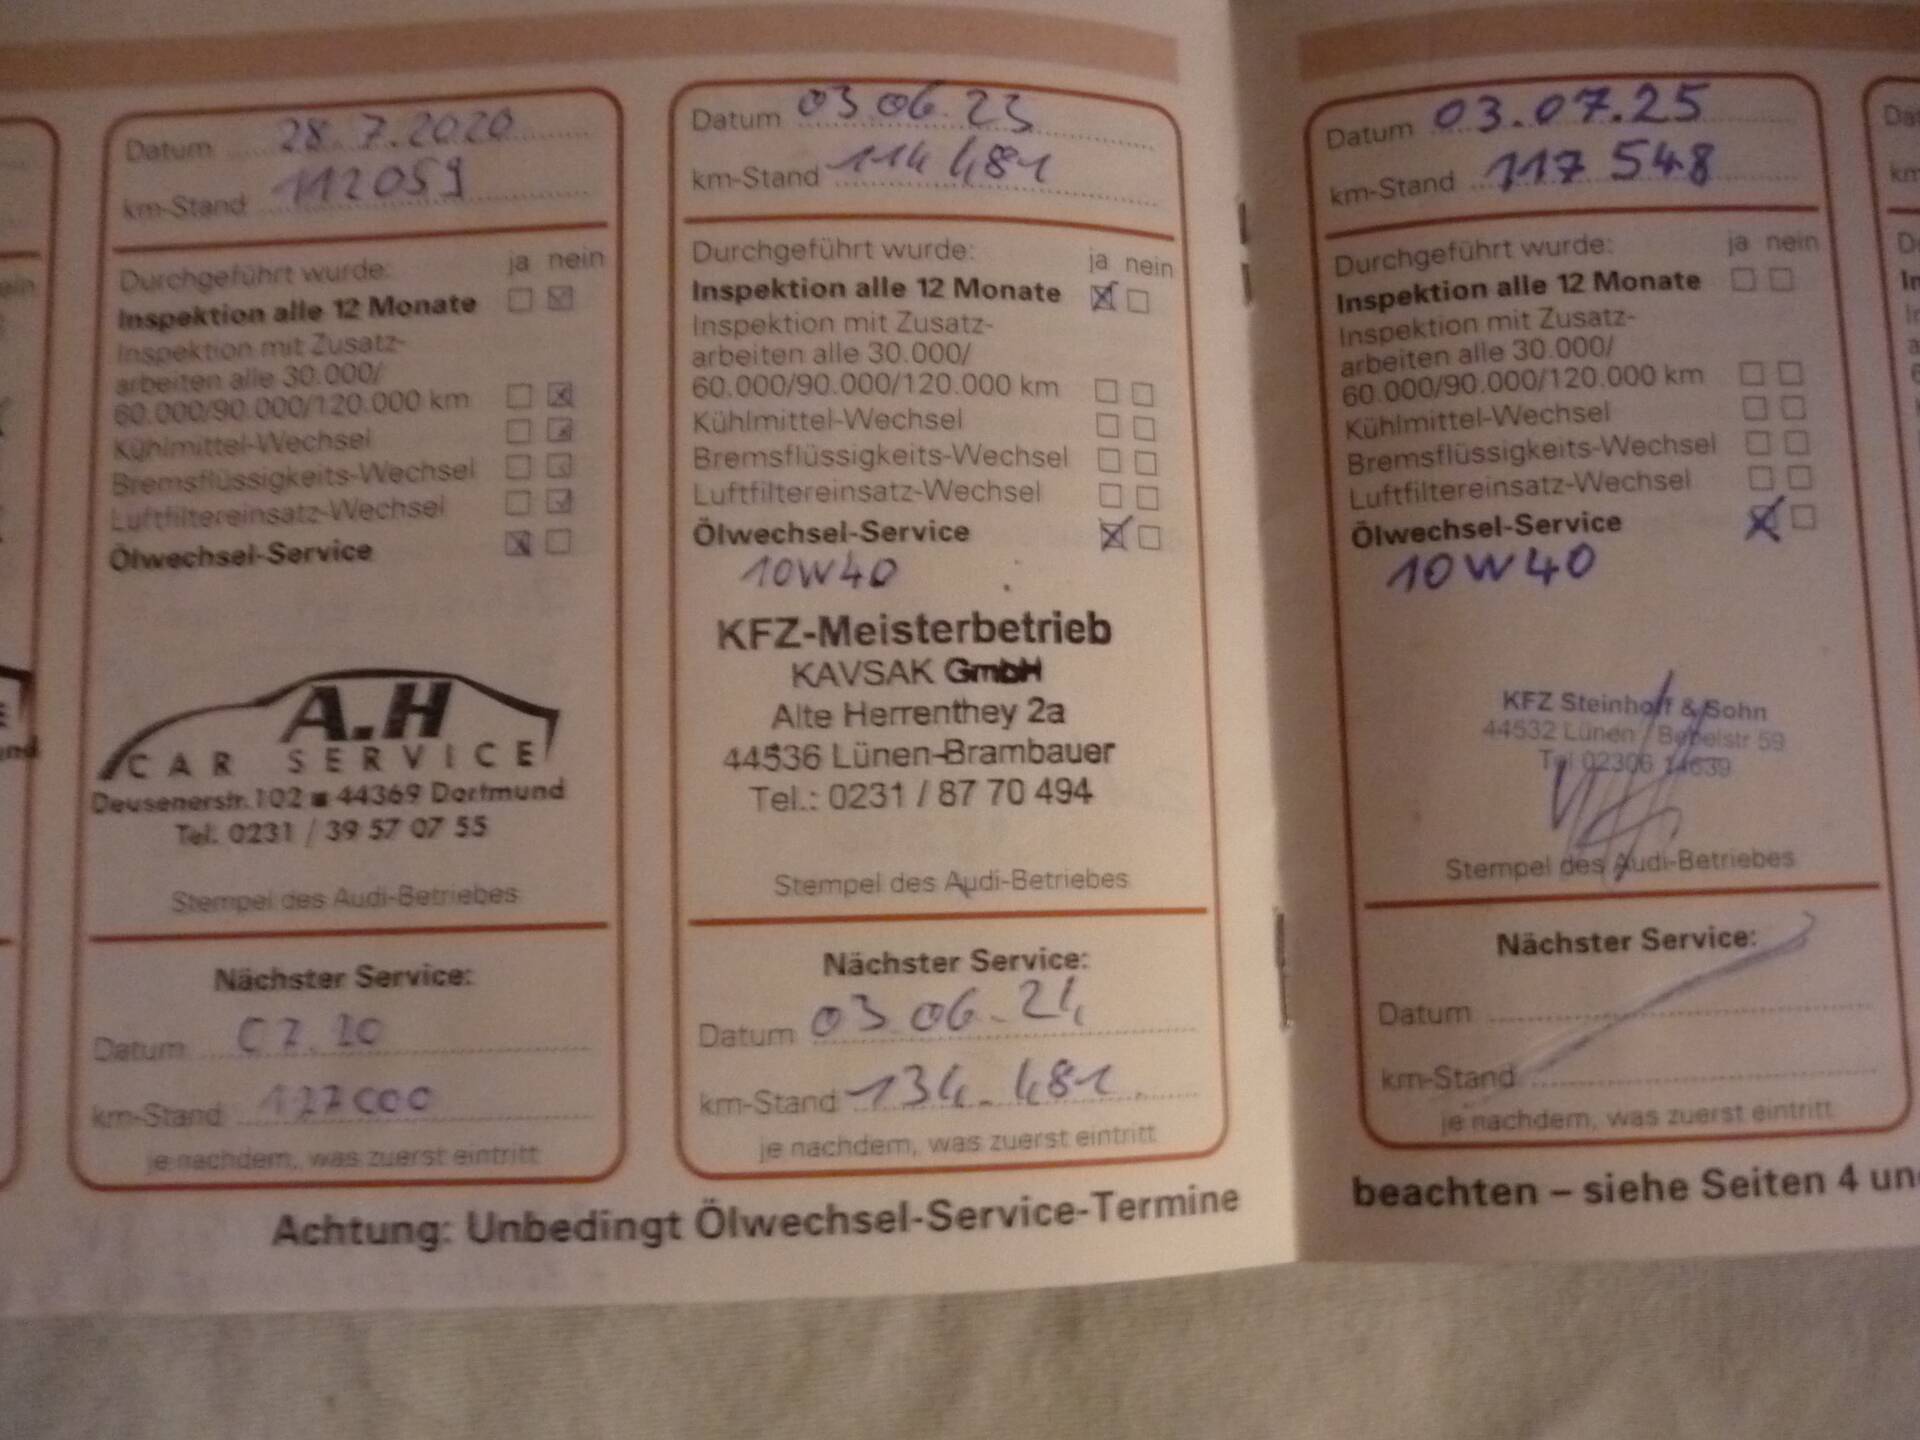 Datum 28.7.2020
km-Stand 112059
Durchgeführt wurde: ja nein
Inspektion alle 12 Monate
Inspektion mit Zusatz-
arbeiten alle 30.000/
60.000/90.000/120.000 km
Kühlmittel-Wechsel
Bremsflüssigkeits-Wechsel
Luftfiltereinsatz-Wechsel
Ölwechsel-Service
A.H
CAR SERVICE
Deusenerstr. 102 ■ 44369 Dortmund
Tel. 0231 / 39 57 07 55
Stempel des Audi-Betriebes
Nächster Service:
Datum
km-Stand 127000
je nachdem, was zuerst eintritt
Datum 03.06.23
km-Stand 114 481
Durchgeführt wurde: ja nein
Inspektion alle 12 Monate
Inspektion mit Zusatz-
arbeiten alle 30.000/
60.000/90.000/120.000 km
Kühlmittel-Wechsel
Bremsflüssigkeits-Wechsel
Luftfiltereinsatz-Wechsel
Ölwechsel-Service
10W40
KFZ-Meisterbetrieb
KAVSAK GmbH
Alte Herrenthey 2a
44536 Lünen-Brambauer
Tel.: 0231 / 87 70 494
Stempel des Audi-Betriebes
Nächster Service:
Datum 03.06.24
km-Stand 134.481
je nachdem, was zuerst eintritt
Achtung: Unbedingt Ölwechsel-Service-Termine
Datum 03.07.25
km-Stand 117 548
Durchgeführt wurde: ja nein
Inspektion alle 12 Monate
Inspektion mit Zusatz-
arbeiten alle 30.000/
60.000/90.000/120.000 km
Kühlmittel-Wechsel
Bremsflüssigkeits-Wechsel
Luftfiltereinsatz-Wechsel
Ölwechsel-Service
10W40
KFZ Steinhoff & Sohn
44532 Lünen / Bebelstr 59
Tel 02306 14639
Stempel des Audi-Betriebes
Nächster Service:
Datum
km-Stand
je nachdem, was zuerst eintritt
beachten – siehe Seiten 4